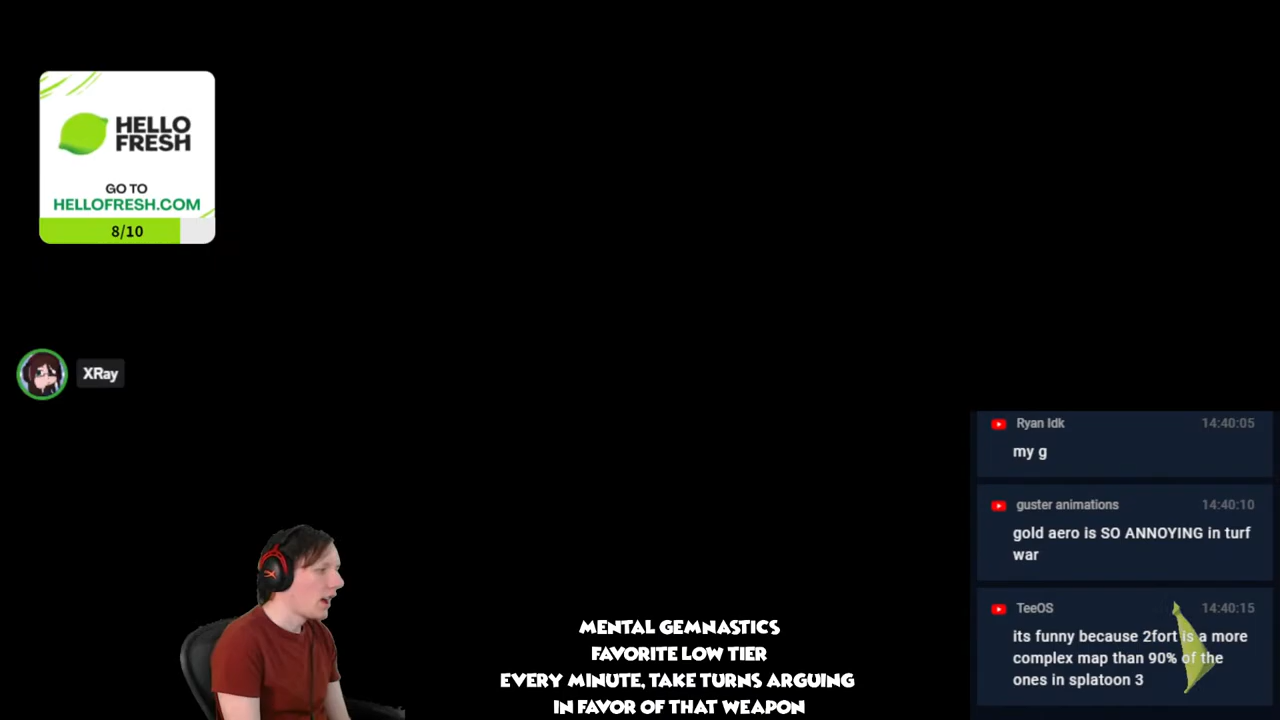 HELLO
FRESH
GO TO
HELLOFRESH.COM
8/10
XRay
Ryan Idk 14:40:05
my g
guster animations 14:40:10
gold aero is SO ANNOYING in turf
war
TeeOS 14:40:15
its funny because 2fort is a more
complex map than 90% of the
ones in splatoon 3
MENTAL GEMNASTICS
FAVORITE LOW TIER
EVERY MINUTE, TAKE TURNS ARGUING
IN FAVOR OF THAT WEAPON